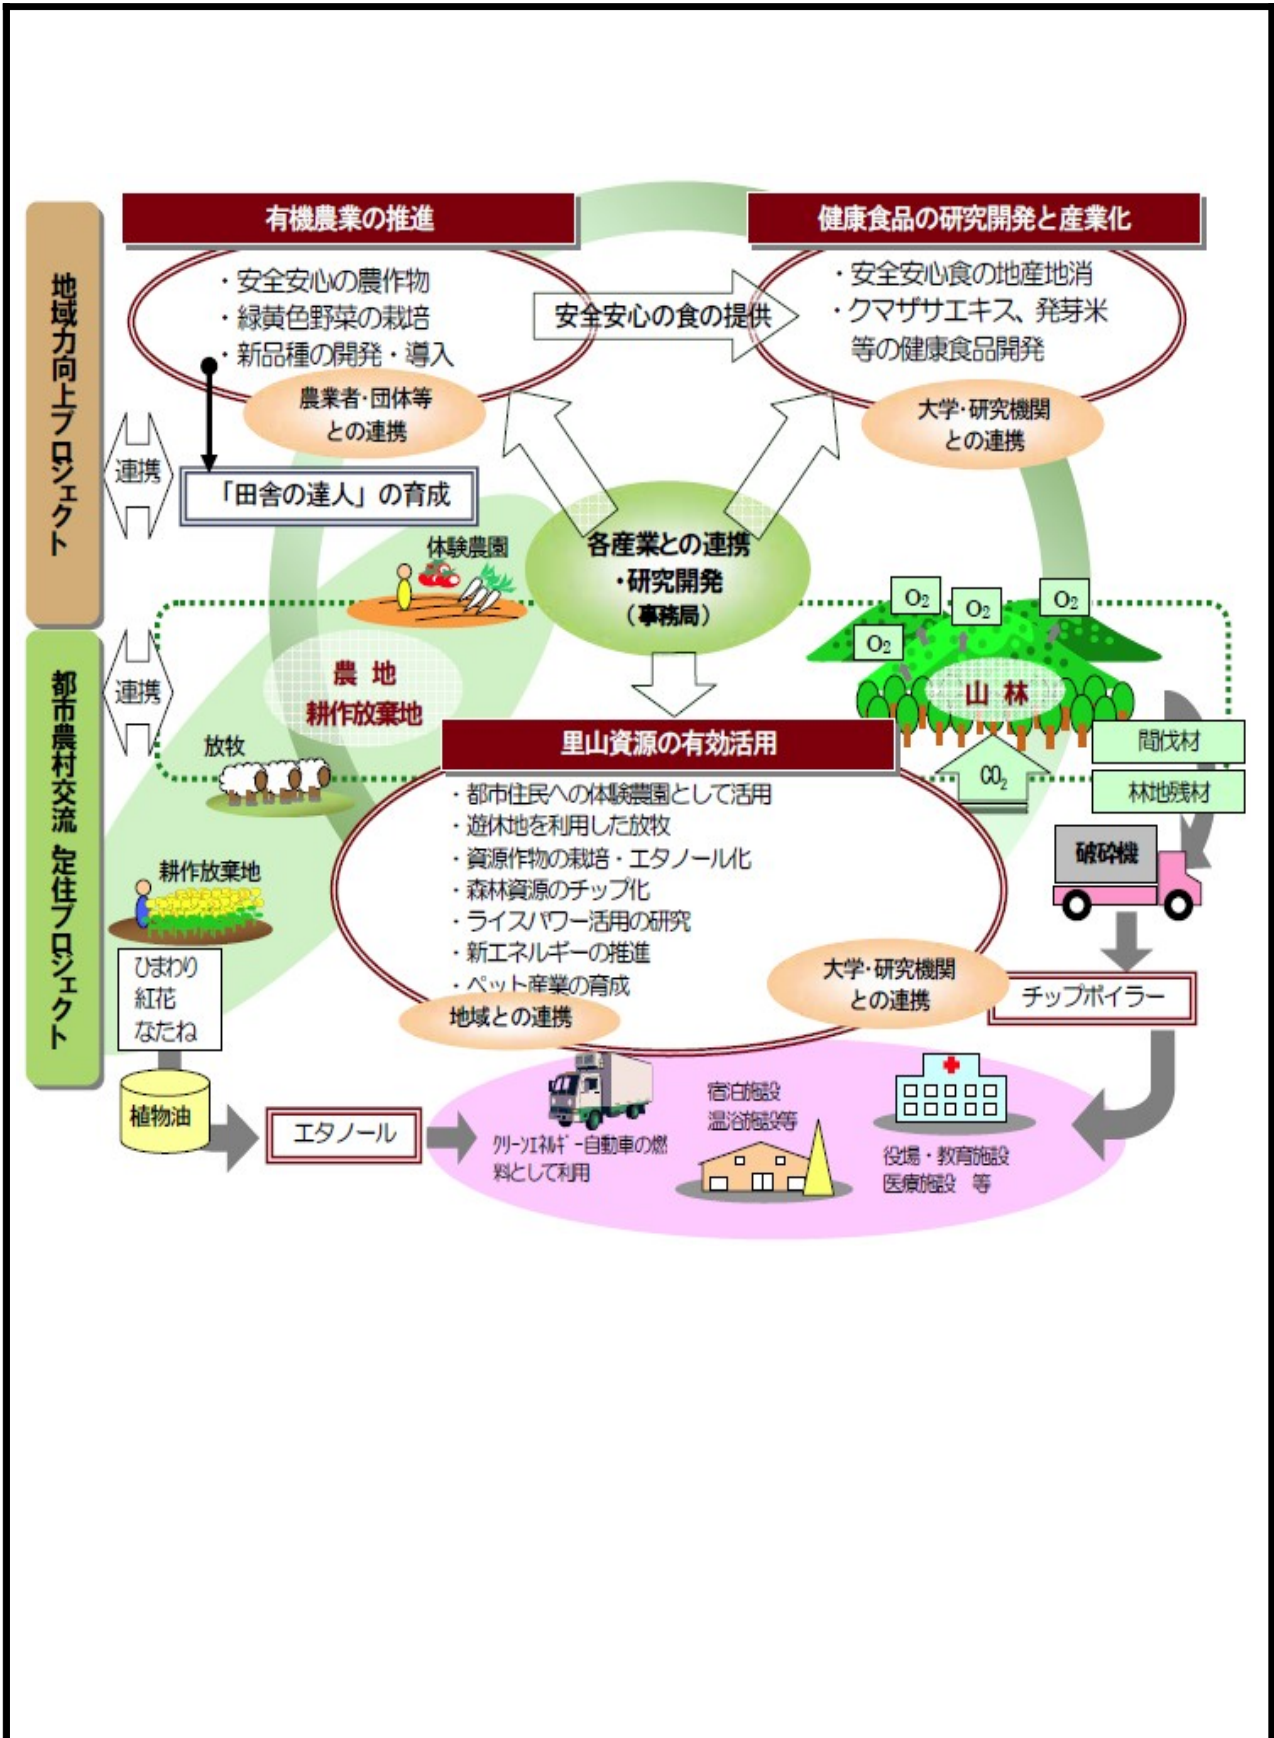 有機農業の推進
・安全安心の農作物
・緑黄色野菜の栽培
・新品種の開発・導入
農業者・団体等
との連携
安全安心の食の提供
健康食品の研究開発と産業化
・安全安心食の地産地消
・クマザサエキス、発芽米
等の健康食品開発
大学・研究機関
との連携
地域力向上プロジェクト
連携
「田舎の達人」の育成
各産業との連携
・研究開発
(事務局)
体験農園
O₂
O₂
O₂
O₂
山林
CO₂
間伐材
林地残材
都市農村交流・定住プロジェクト
連携
農地
耕作放棄地
放牧
里山資源の有効活用
・都市住民への体験農園として活用
・遊休地を利用した放牧
・資源作物の栽培・エタノール化
・森林資源のチップ化
・ライスパワー活用の研究
・新エネルギーの推進
・ペット産業の育成
地域との連携
大学・研究機関
との連携
破砕機
チップボイラー
耕作放棄地
ひまわり
紅花
なたね
植物油
エタノール
クリーンエネルギー自動車の燃
料として利用
宿泊施設
温浴施設等
役場・教育施設
医療施設 等